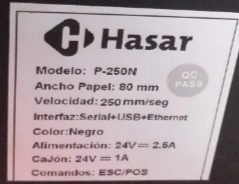 Hasar
Modelo: P-250N
Ancho Papel: 80 mm
QC
PASS
Velocidad: 250 mm/seg
Interfaz:Serial+USB+Ethernet
Color:Negro
Alimentación: 24V⎓2.5A
CaJón: 24V⎓1A
Comandos: ESC/POS